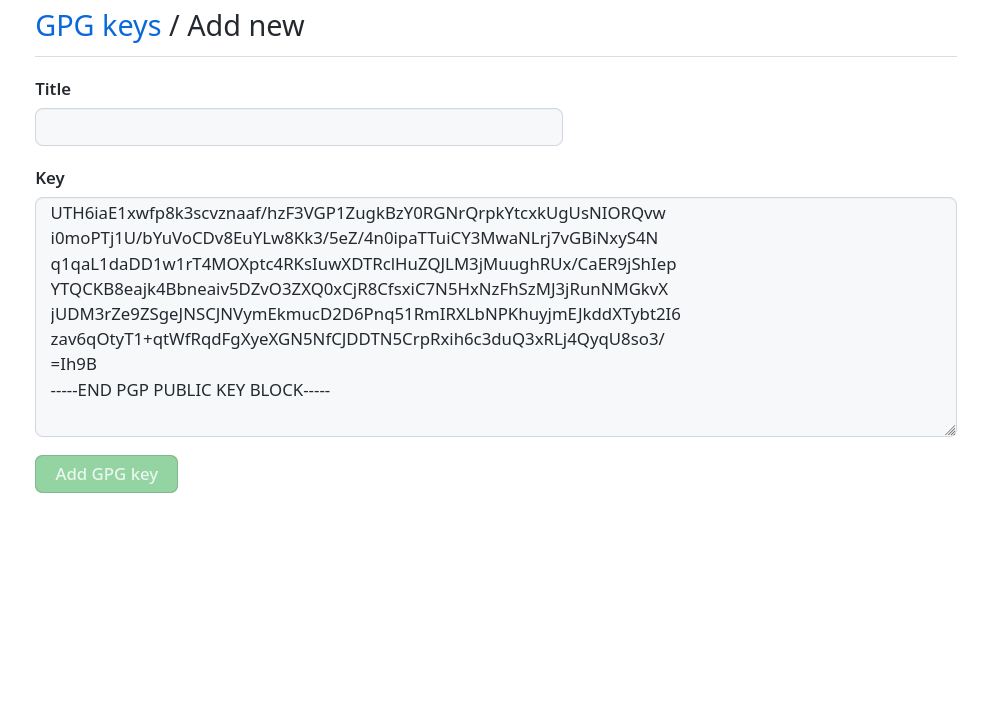 GPG keys / Add new
Title
Key
UTH6iaE1xwfp8k3scvznaaf/hzF3VGP1ZugkBzY0RGNrQrpkYtcxkUgUsNIORQvw
i0moPTj1U/bYuVoCDv8EuYLw8Kk3/5eZ/4n0ipaTTuiCY3MwaNLrj7vGBiNxyS4N
q1qaL1daDD1w1rT4MOXptc4RKsIuwXDTRclHuZQJLM3jMuughRUx/CaER9jShIep
YTQCKB8eajk4Bbneaiv5DZvO3ZXQ0xCjR8CfsxiC7N5HxNzFhSzMJ3jRunNMGkvX
jUDM3rZe9ZSgeJNSCJNVymEkmucD2D6Pnq51RmIRXLbNPKhuyjmEJkddXTybt2I6
zav6qOtyT1+qtWfRqdFgXyeXGN5NfCJDDTN5CrpRxih6c3duQ3xRLj4QyqU8so3/
=Ih9B
-----END PGP PUBLIC KEY BLOCK-----
Add GPG key